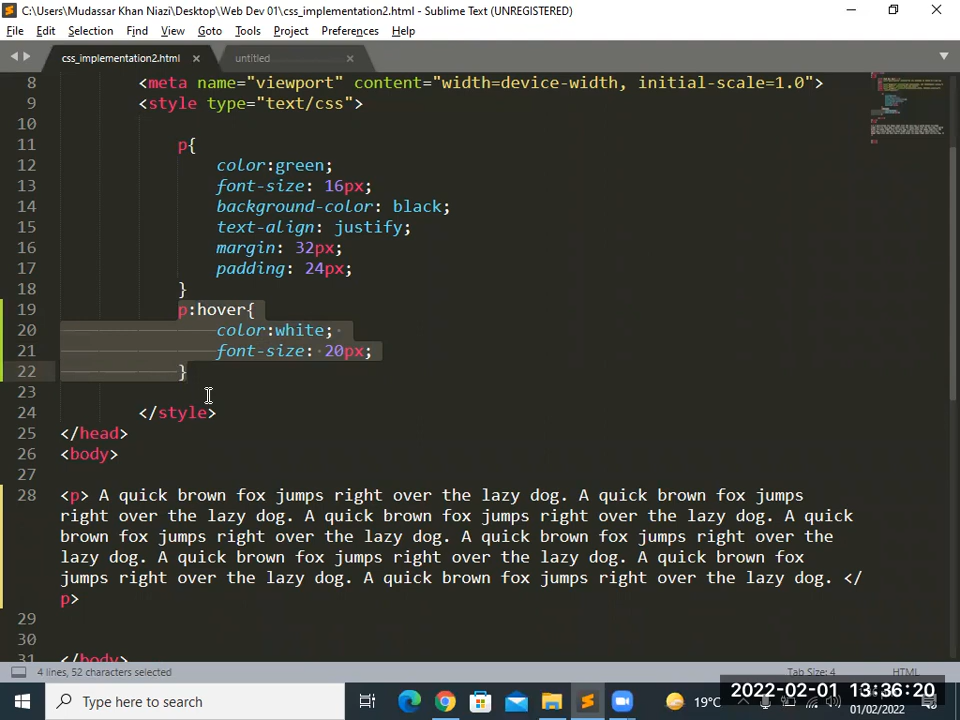 C:\Users\Mudassar Khan Niazi\Desktop\Web Dev 01\css_implementation2.html - Sublime Text (UNREGISTERED)
File Edit Selection Find View Goto Tools Project Preferences Help
css_implementation2.html untitled
8 <meta name="viewport" content="width=device-width, initial-scale=1.0">
9 <style type="text/css">
10
11 p{
12 color:green;
13 font-size: 16px;
14 background-color: black;
15 text-align: justify;
16 margin: 32px;
17 padding: 24px;
18 }
19 p:hover{
20 color:white;
21 font-size: 20px;
22 }
23
24 </style>
25 </head>
26 <body>
27
28 <p> A quick brown fox jumps right over the lazy dog. A quick brown fox jumps
right over the lazy dog. A quick brown fox jumps right over the lazy dog. A quick
brown fox jumps right over the lazy dog. A quick brown fox jumps right over the
lazy dog. A quick brown fox jumps right over the lazy dog. A quick brown fox
jumps right over the lazy dog. A quick brown fox jumps right over the lazy dog. </
p>
29
30
31 </body>
4 lines, 52 characters selected Tab Size: 4 HTML
Type here to search 19°C 2022-02-01 13:36:20
01/02/2022